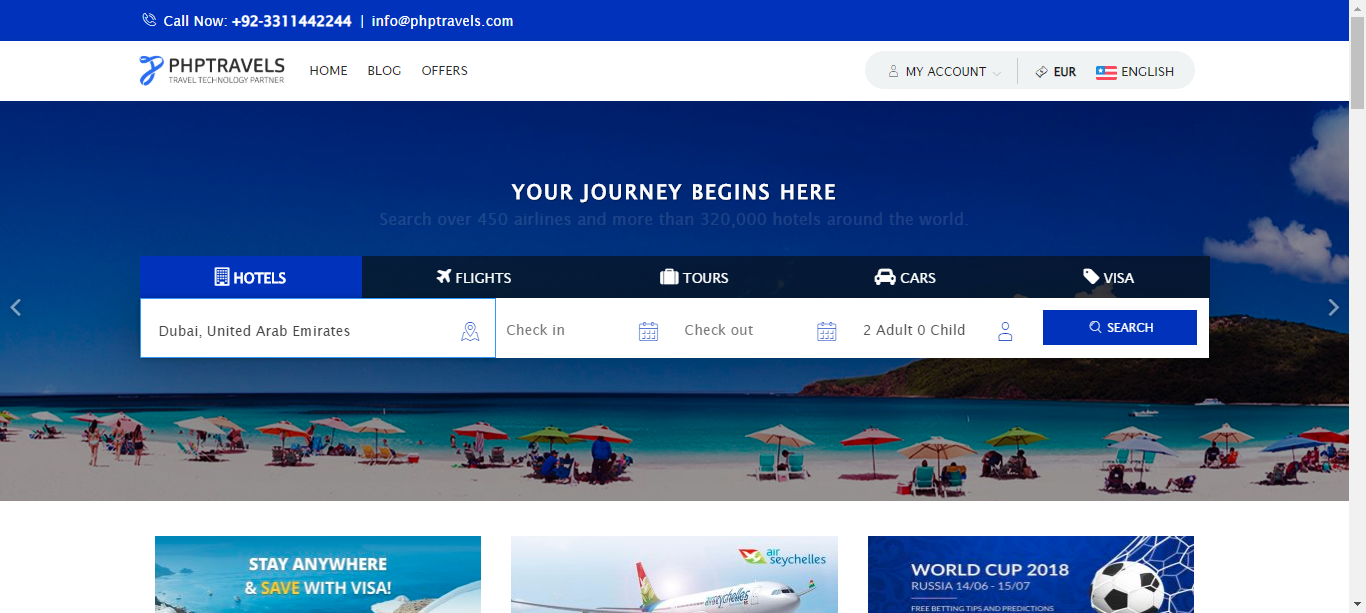 Call Now: +92-3311442244 | info@phptravels.com
PHPTRAVELS
TRAVEL TECHNOLOGY PARTNER
HOME BLOG OFFERS
MY ACCOUNT EUR ENGLISH
YOUR JOURNEY BEGINS HERE
Search over 450 airlines and more than 320,000 hotels around the world.
HOTELS FLIGHTS TOURS CARS VISA
Dubai, United Arab Emirates Check in Check out 2 Adult 0 Child SEARCH
STAY ANYWHERE
& SAVE WITH VISA!
air
seychelles
airseychelles
WORLD CUP 2018
RUSSIA 14/06 - 15/07
FREE BETTING TIPS AND PREDICTIONS